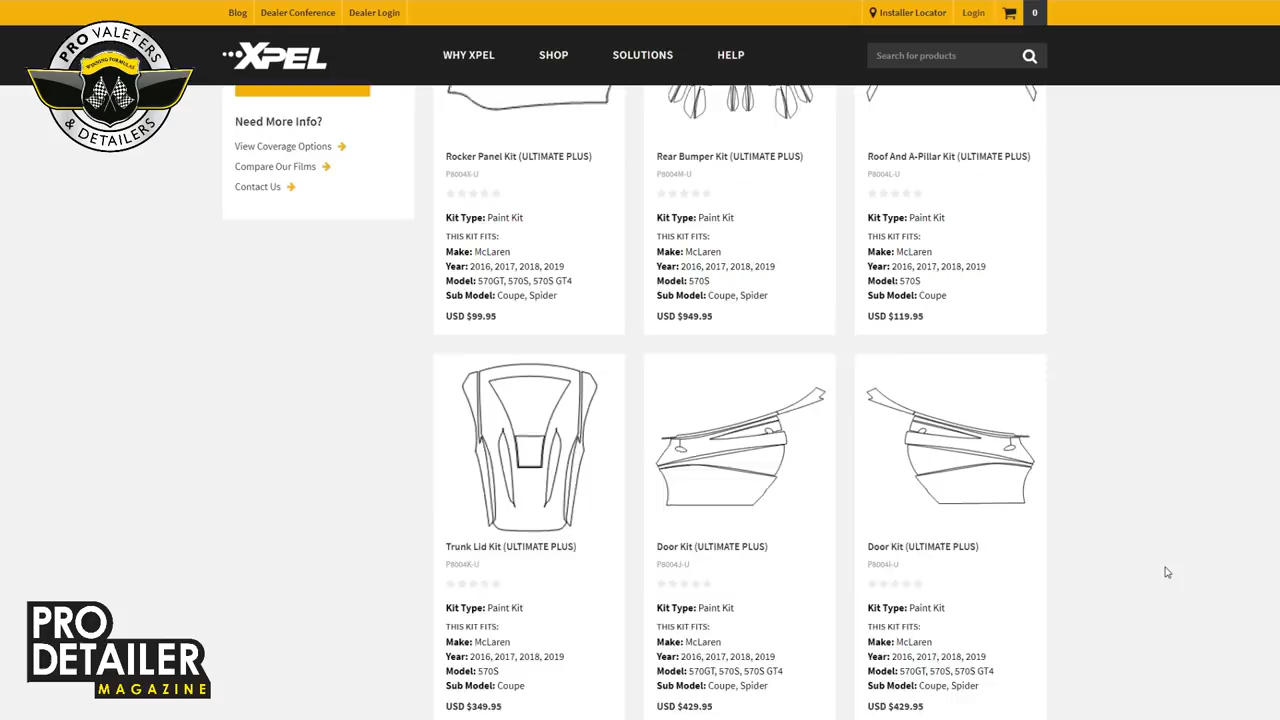 Blog
Dealer Conference
Dealer Login
Installer Locator
Login
0
PRO VALETERS
WINNING FORMULAS
& DETAILERS
XPEL
WHY XPEL
SHOP
SOLUTIONS
HELP
Search for products
Need More Info?
View Coverage Options
Compare Our Films
Contact Us
Rocker Panel Kit (ULTIMATE PLUS)
P8004X-U
Kit Type: Paint Kit
THIS KIT FITS:
Make: McLaren
Year: 2016, 2017, 2018, 2019
Model: 570GT, 570S, 570S GT4
Sub Model: Coupe, Spider
USD $99.95
Rear Bumper Kit (ULTIMATE PLUS)
P8004M-U
Kit Type: Paint Kit
THIS KIT FITS:
Make: McLaren
Year: 2016, 2017, 2018, 2019
Model: 570S
Sub Model: Coupe, Spider
USD $949.95
Roof And A-Pillar Kit (ULTIMATE PLUS)
P8004L-U
Kit Type: Paint Kit
THIS KIT FITS:
Make: McLaren
Year: 2016, 2017, 2018, 2019
Model: 570S
Sub Model: Coupe
USD $119.95
Trunk Lid Kit (ULTIMATE PLUS)
P8004K-U
Kit Type: Paint Kit
THIS KIT FITS:
Make: McLaren
Year: 2016, 2017, 2018, 2019
Model: 570S
Sub Model: Coupe
USD $349.95
Door Kit (ULTIMATE PLUS)
P8004J-U
Kit Type: Paint Kit
THIS KIT FITS:
Make: McLaren
Year: 2016, 2017, 2018, 2019
Model: 570GT, 570S, 570S GT4
Sub Model: Coupe, Spider
USD $429.95
Door Kit (ULTIMATE PLUS)
P8004I-U
Kit Type: Paint Kit
THIS KIT FITS:
Make: McLaren
Year: 2016, 2017, 2018, 2019
Model: 570GT, 570S, 570S GT4
Sub Model: Coupe, Spider
USD $429.95
PRO
DETAILER
MAGAZINE